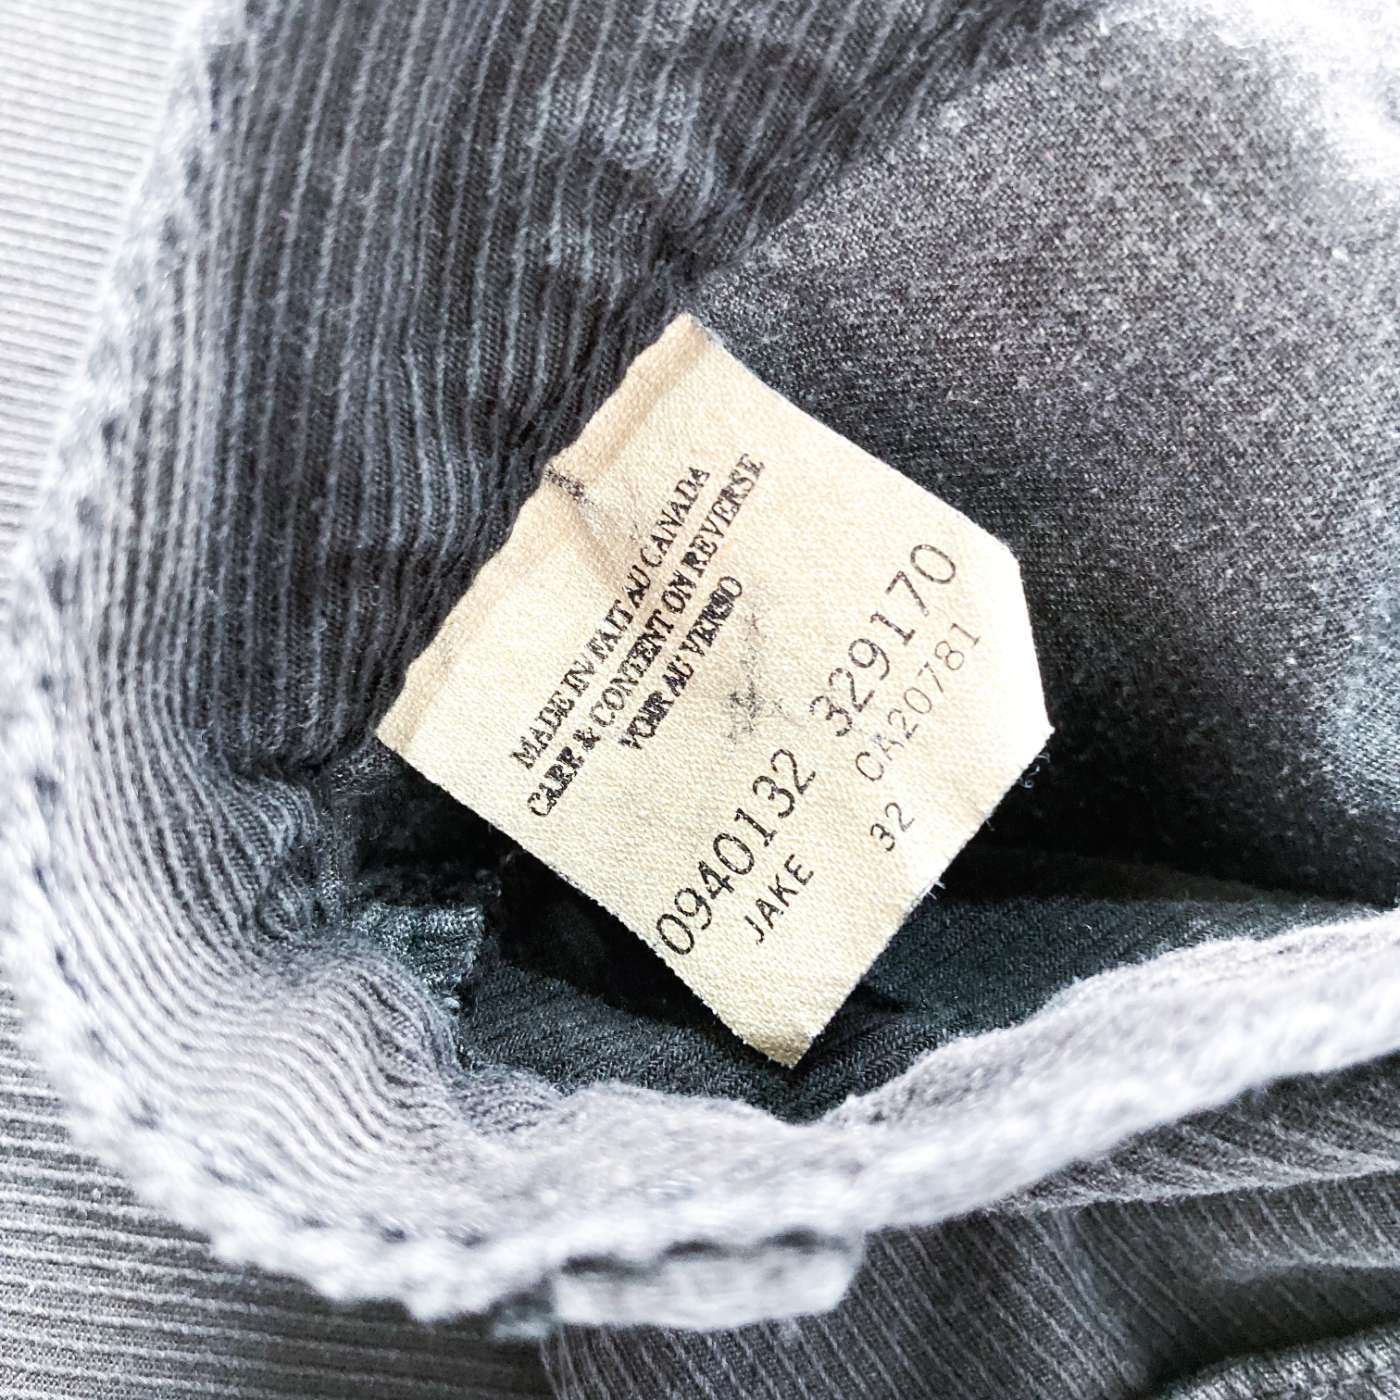 MADE IN/FAIT AU CANADA
CARE & CONTENT ON REVERSE
VOIR AU VERSO
0940132 329170
JAKE CA20781
32